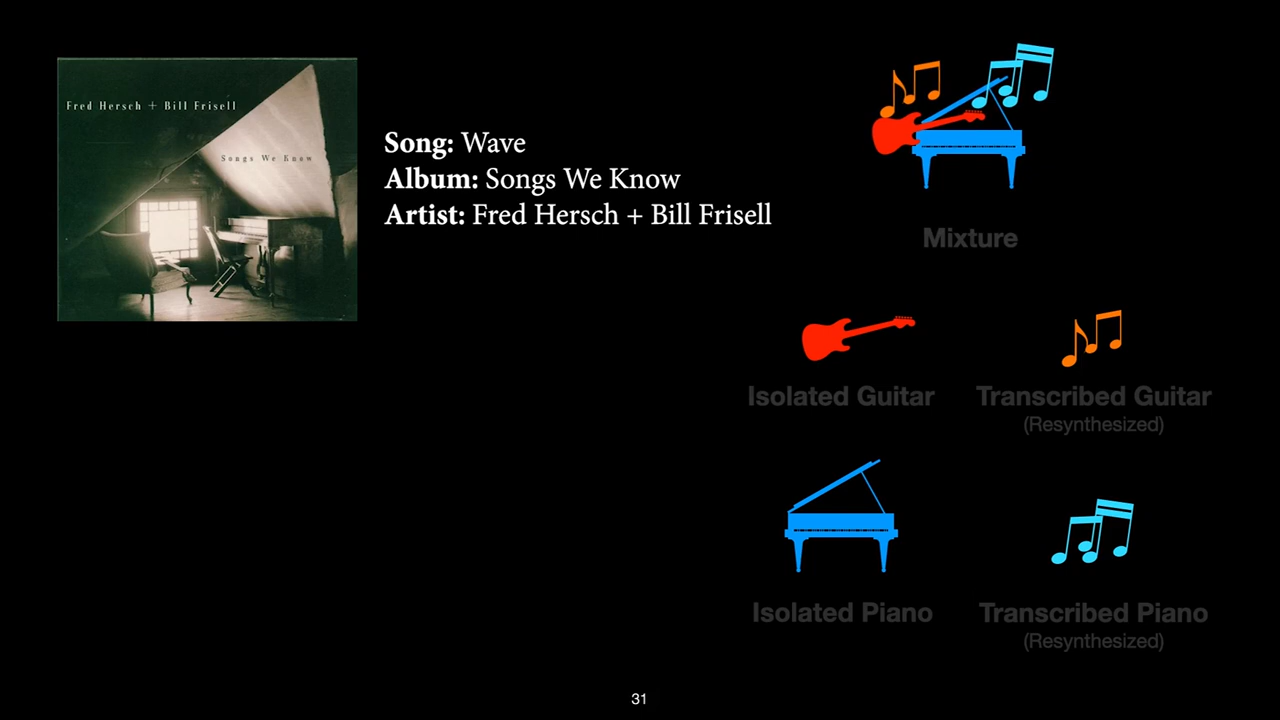 Fred Hersch + Bill Frisell
Songs We Know
Song: Wave
Album: Songs We Know
Artist: Fred Hersch + Bill Frisell
Mixture
Isolated Guitar
Transcribed Guitar
(Resynthesized)
Isolated Piano
Transcribed Piano
(Resynthesized)
31